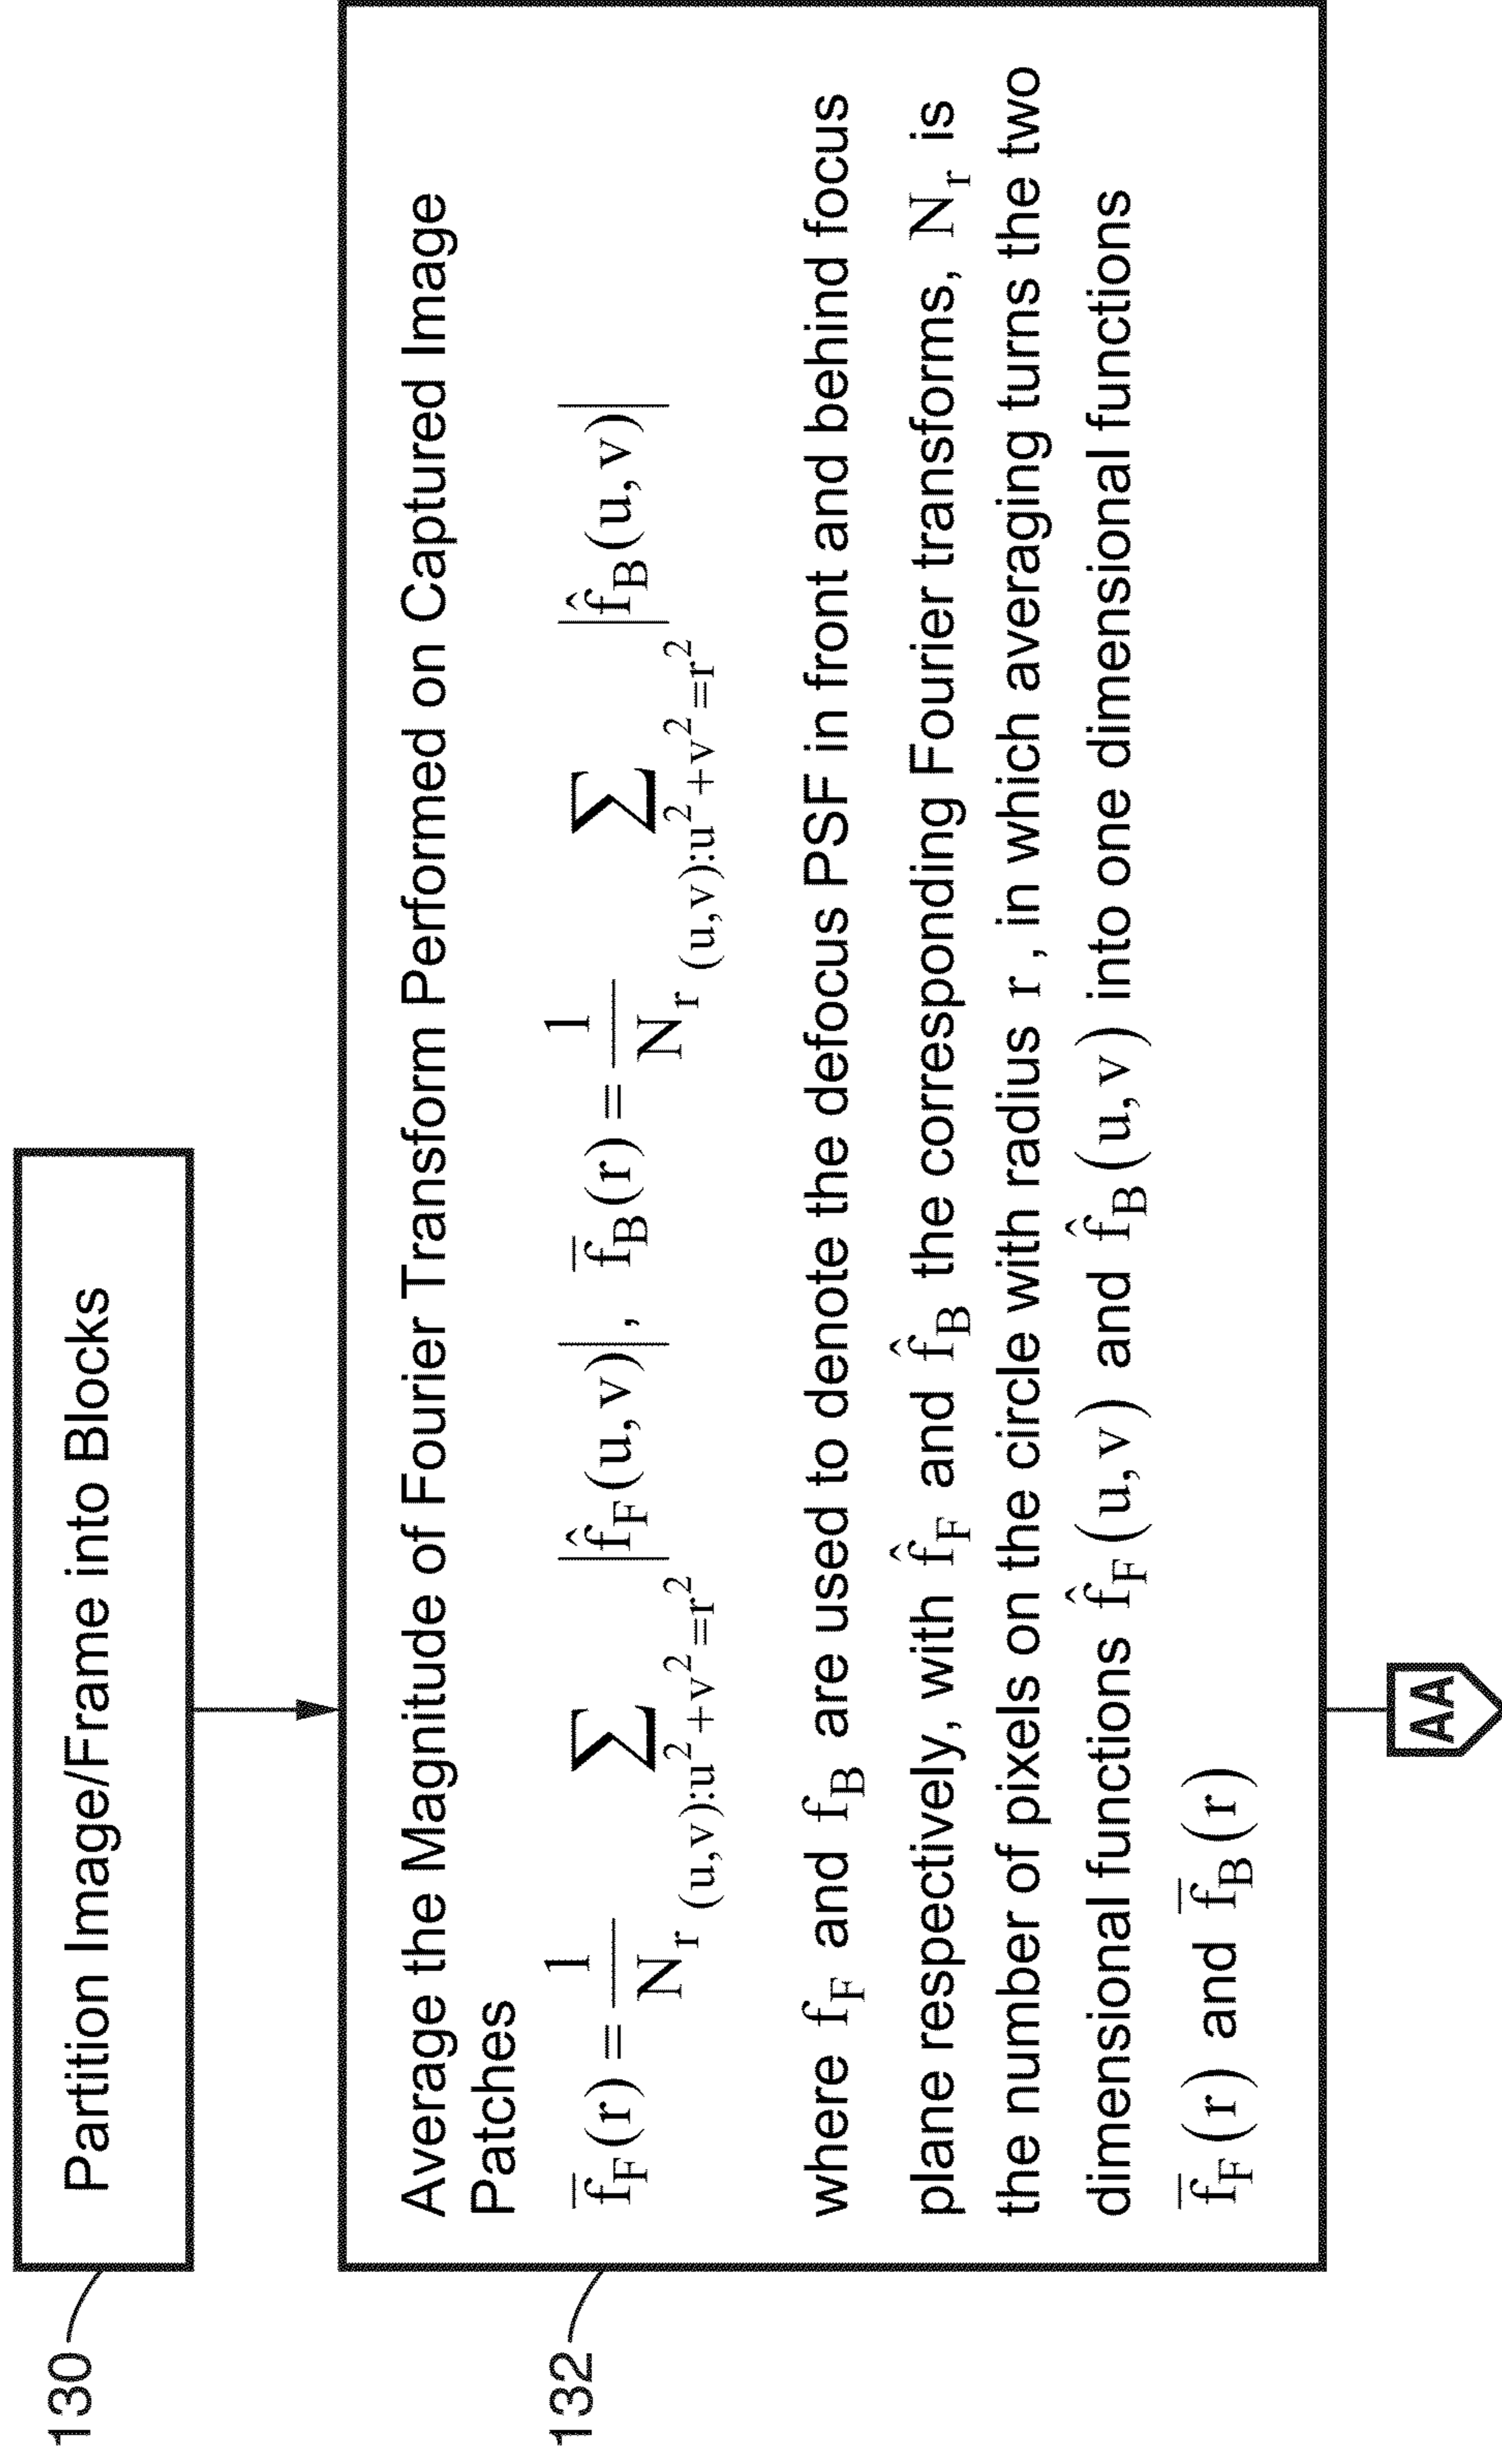 130
Partition Image/Frame into Blocks
132
Average the Magnitude of Fourier Transform Performed on Captured Image
Patches
f̅_F(r) = 1/N_r ∑_{(u,v):u²+v²=r²} |f̂_F(u,v)|, f̅_B(r) = 1/N_r ∑_{(u,v):u²+v²=r²} |f̂_B(u,v)|
where f_F and f_B are used to denote the defocus PSF in front and behind focus
plane respectively, with f̂_F and f̂_B the corresponding Fourier transforms, N_r is
the number of pixels on the circle with radius r, in which averaging turns the two
dimensional functions f̂_F(u,v) and f̂_B(u,v) into one dimensional functions
f̅_F(r) and f̅_B(r)
AA